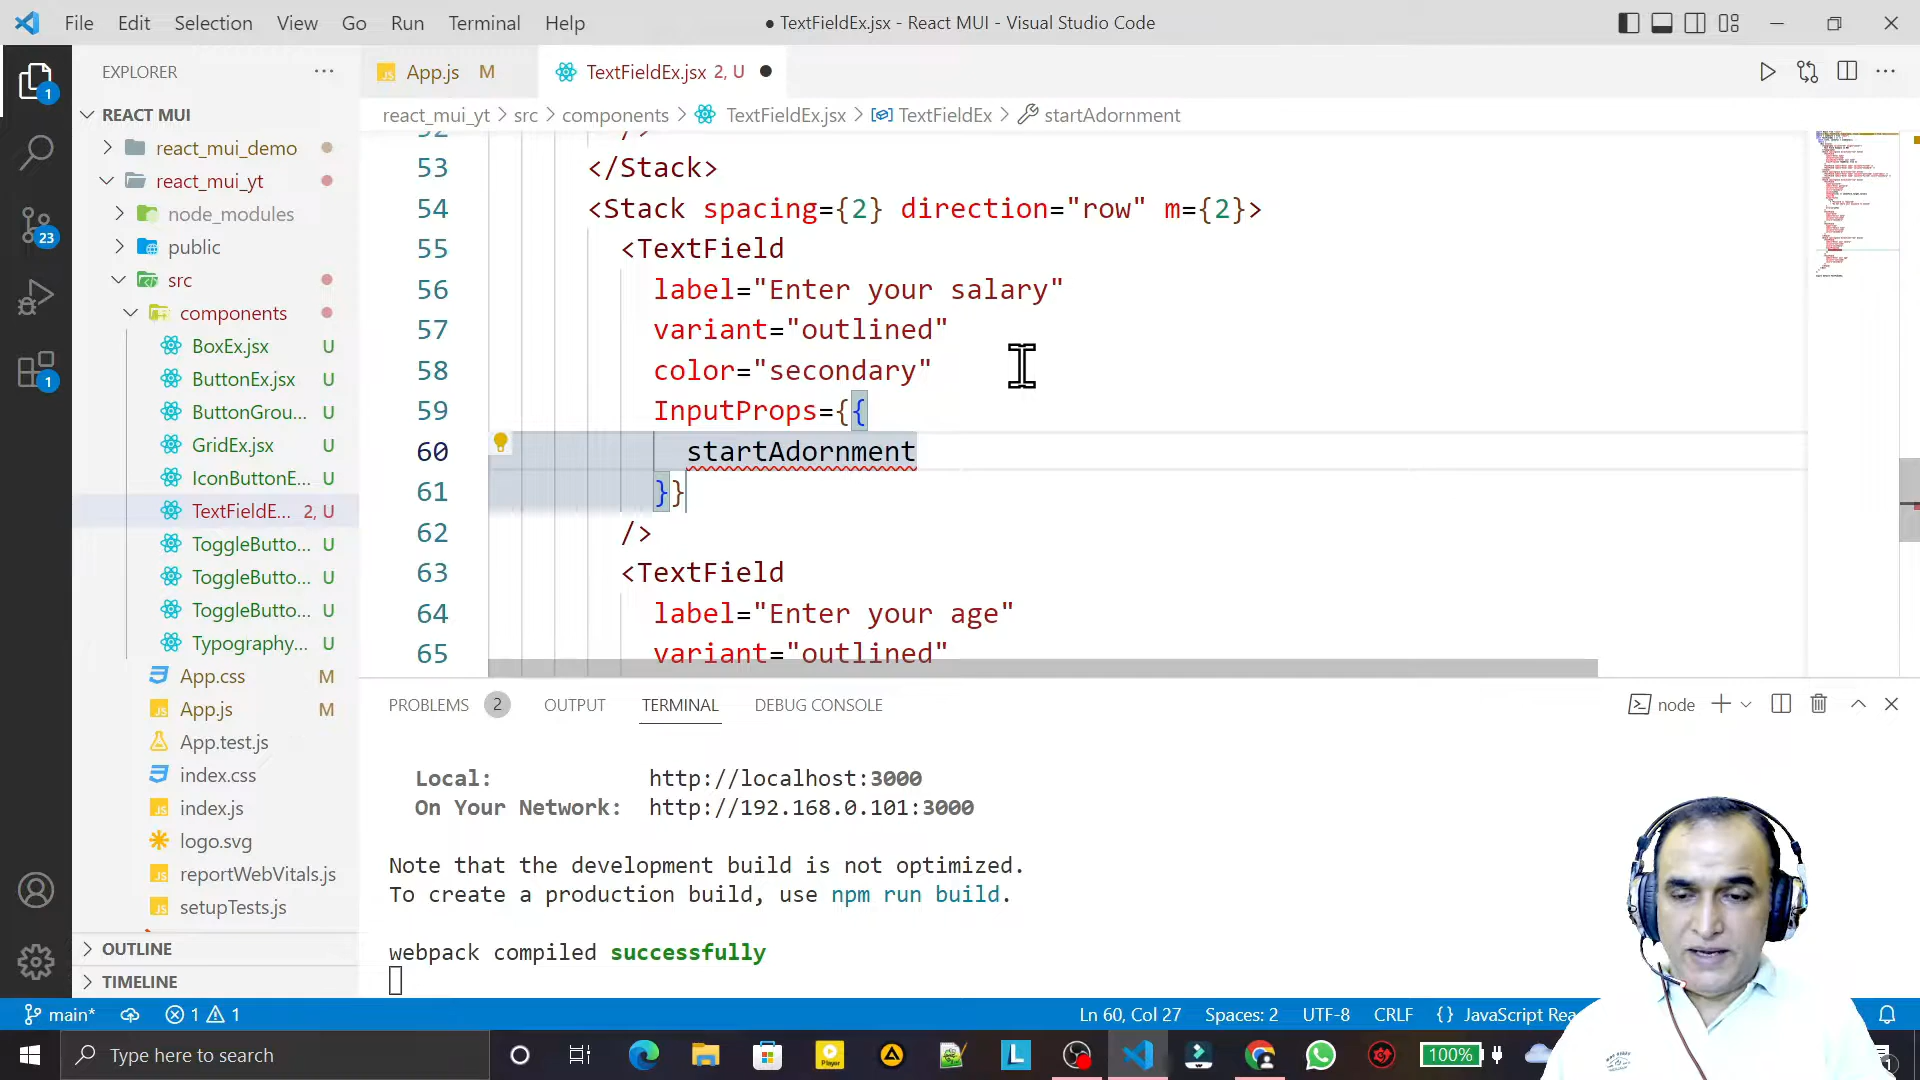 File Edit Selection View Go Run Terminal Help
● TextFieldEx.jsx - React MUI - Visual Studio Code
EXPLORER
App.js M
TextFieldEx.jsx 2, U
react_mui_yt > src > components > TextFieldEx.jsx > TextFieldEx > startAdornment
REACT MUI
react_mui_demo
react_mui_yt
node_modules
public
src
components
BoxEx.jsx U
ButtonEx.jsx U
ButtonGrou... U
GridEx.jsx U
IconButtonE... U
TextFieldE... 2, U
ToggleButto... U
ToggleButto... U
ToggleButto... U
Typography... U
App.css M
App.js M
App.test.js
index.css
index.js
logo.svg
reportWebVitals.js
setupTests.js
OUTLINE
TIMELINE
1
23
1
52 />
53 </Stack>
54 <Stack spacing={2} direction="row" m={2}>
55 <TextField
56 label="Enter your salary"
57 variant="outlined"
58 color="secondary"
59 InputProps={{
60 startAdornment
61 }}
62 />
63 <TextField
64 label="Enter your age"
65 variant="outlined"
PROBLEMS 2 OUTPUT TERMINAL DEBUG CONSOLE
node
Local: http://localhost:3000
On Your Network: http://192.168.0.101:3000
Note that the development build is not optimized.
To create a production build, use npm run build.
webpack compiled successfully
main* 1 1
Ln 60, Col 27 Spaces: 2 UTF-8 CRLF {} JavaScript Rea
Type here to search
Player
L
100%